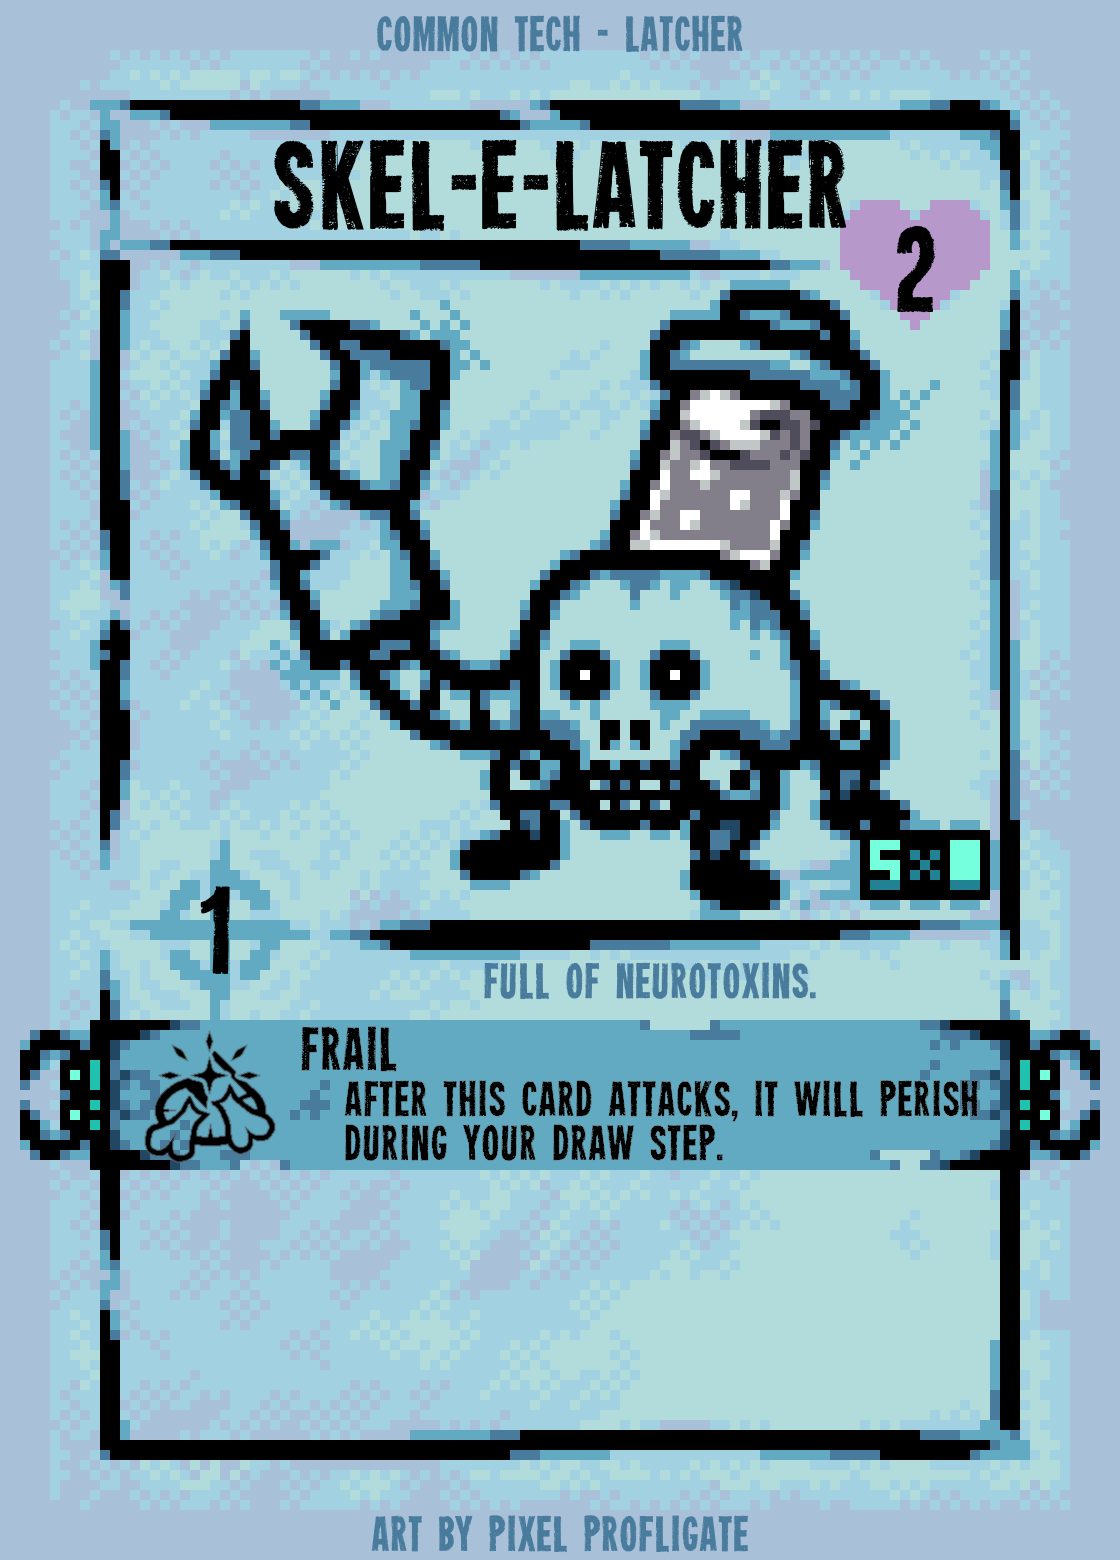 COMMON TECH - LATCHER
SKEL-E-LATCHER
2
5X
1
FULL OF NEUROTOXINS.
FRAIL
AFTER THIS CARD ATTACKS, IT WILL PERISH
DURING YOUR DRAW STEP.
ART BY PIXEL PROFLIGATE